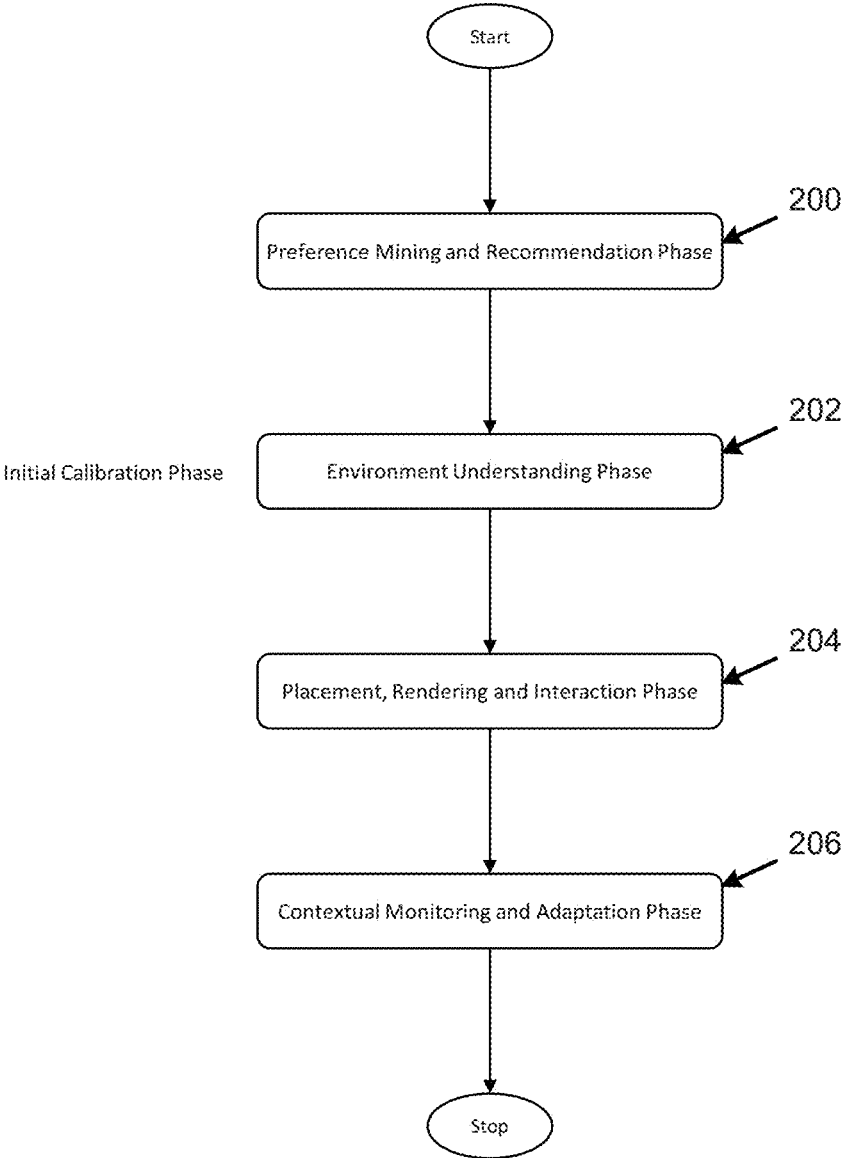 Start
200
Preference Mining and Recommendation Phase
202
Initial Calibration Phase
Environment Understanding Phase
204
Placement, Rendering and Interaction Phase
206
Contextual Monitoring and Adaptation Phase
Stop